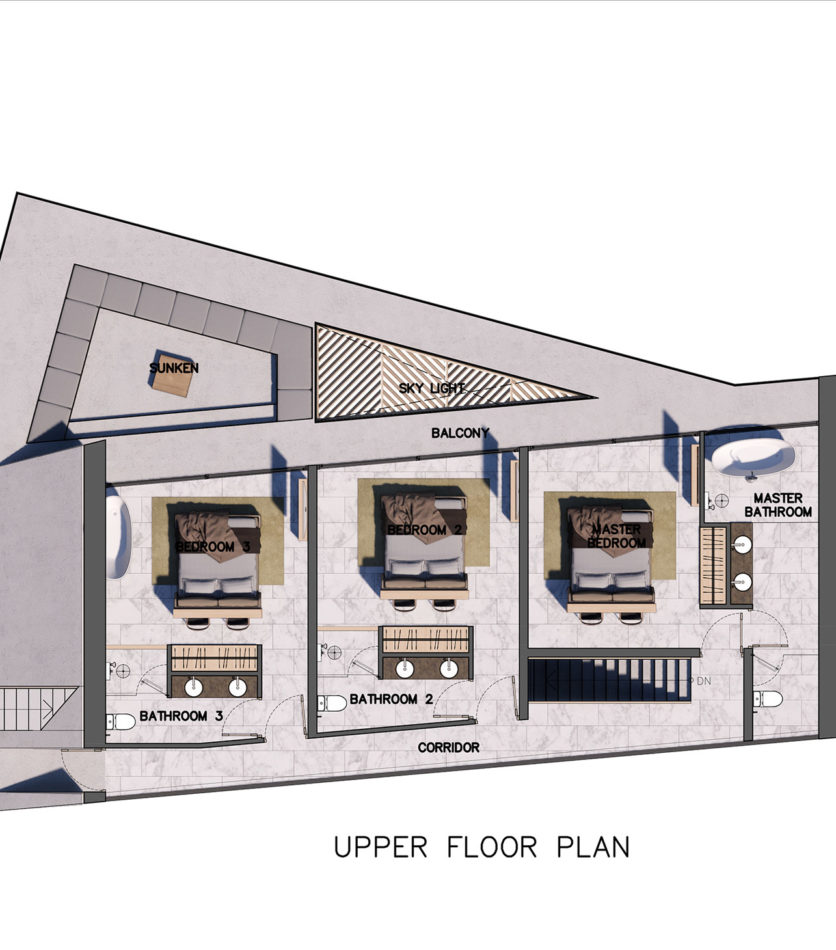 SUNKEN
SKY LIGHT
BALCONY
MASTER
BATHROOM
BEDROOM 3
BEDROOM 2
MASTER
BEDROOM
DN
BATHROOM 3
BATHROOM 2
CORRIDOR
UPPER FLOOR PLAN